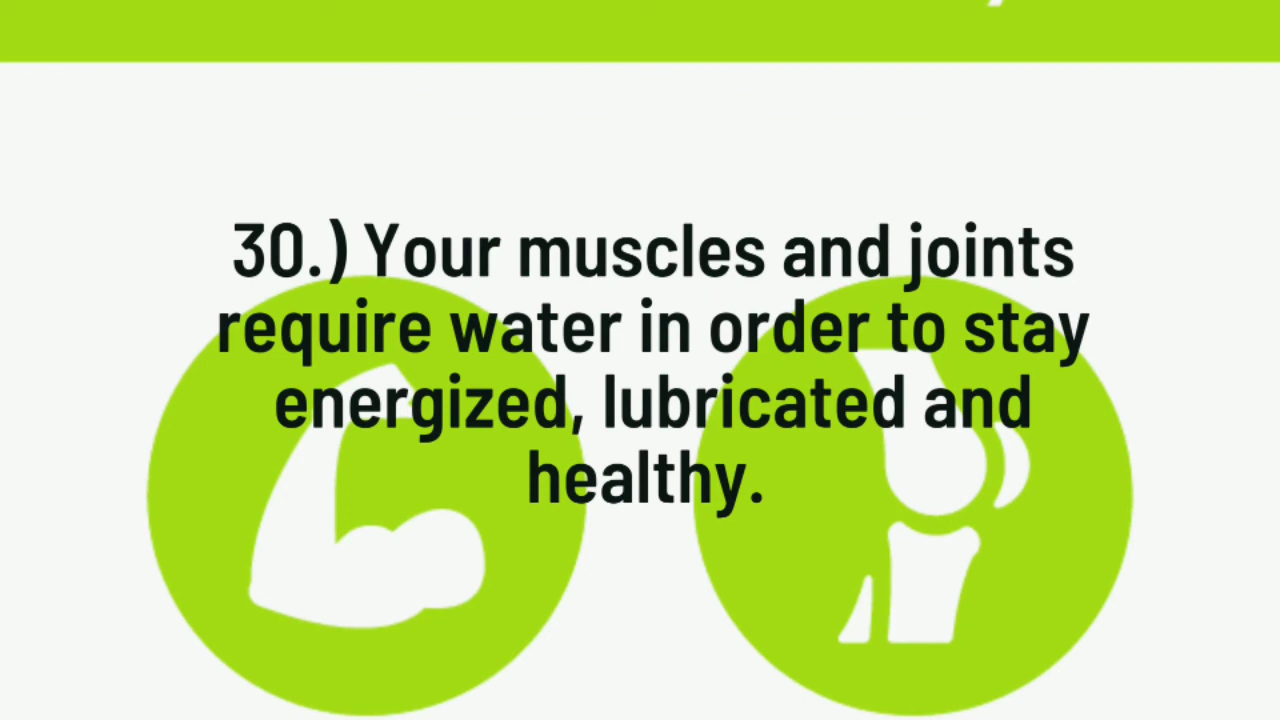 30.) Your muscles and joints
require water in order to stay
energized, lubricated and
healthy.